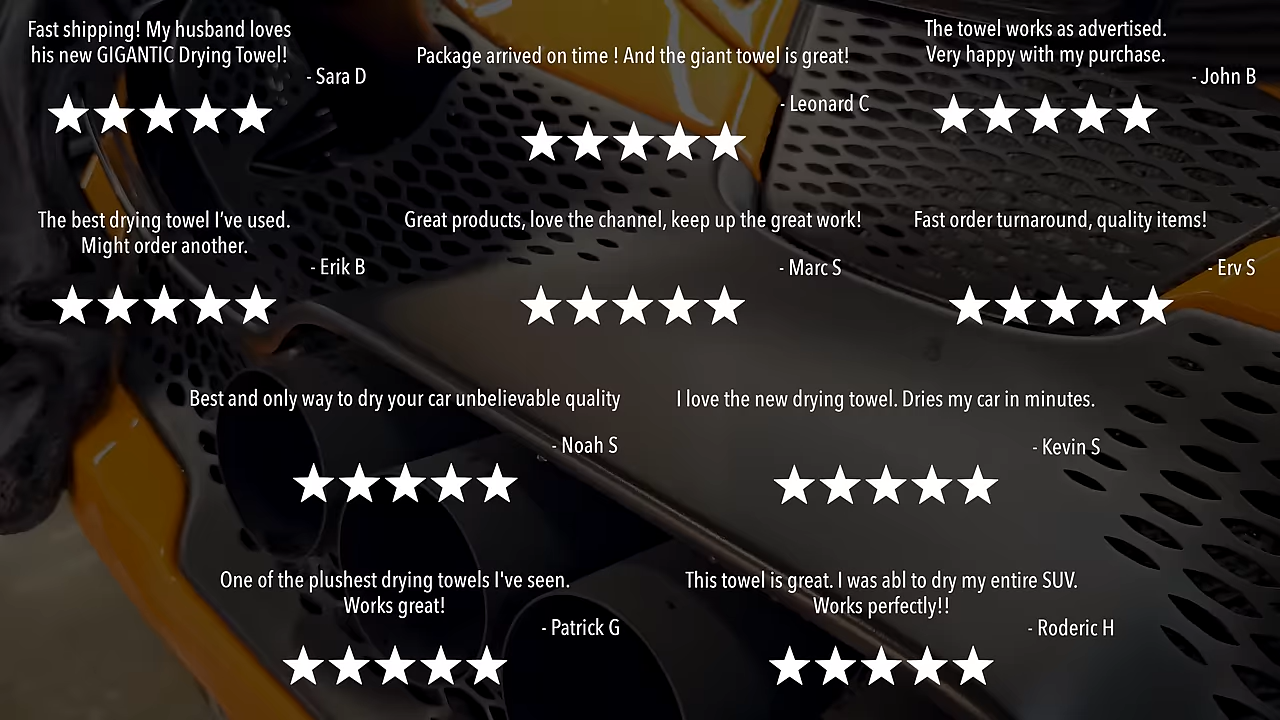 Fast shipping! My husband loves
his new GIGANTIC Drying Towel!
- Sara D
Package arrived on time ! And the giant towel is great!
- Leonard C
The towel works as advertised.
Very happy with my purchase.
- John B
The best drying towel I’ve used.
Might order another.
- Erik B
Great products, love the channel, keep up the great work!
- Marc S
Fast order turnaround, quality items!
- Erv S
Best and only way to dry your car unbelievable quality
- Noah S
I love the new drying towel. Dries my car in minutes.
- Kevin S
One of the plushest drying towels I've seen.
Works great!
- Patrick G
This towel is great. I was abl to dry my entire SUV.
Works perfectly!!
- Roderic H